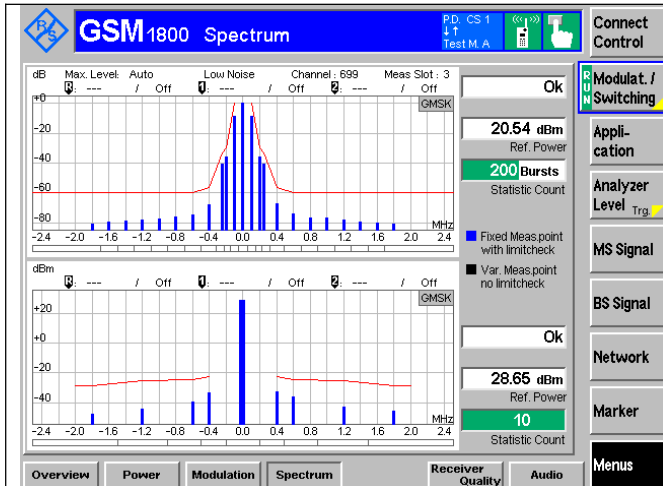 R/S GSM 1800 Spectrum P.D. CS 1
Test M. A
Connect
Control
dB Max. Level: Auto Low Noise Channel : 699 Meas Slot : 3
R: --- / Off 1: --- / Off 2: --- / Off
GMSK
+0
-20
-40
-60
-80
MHz
-2.4 -2.0 -1.6 -1.2 -0.8 -0.4 0.0 0.4 0.8 1.2 1.6 2.0 2.4
Ok
20.54 dBm
Ref. Power
200 Bursts
Statistic Count
Fixed Meas.point
with limitcheck
Var. Meas.point
no limitcheck
dBm
R: --- / Off 1: --- / Off 2: --- / Off
GMSK
+20
+0
-20
-40
MHz
-2.4 -2.0 -1.6 -1.2 -0.8 -0.4 0.0 0.4 0.8 1.2 1.6 2.0 2.4
Ok
28.65 dBm
Ref. Power
10
Statistic Count
RUN
Modulat. /
Switching
Appli-
cation
Analyzer
Level Trg.
MS Signal
BS Signal
Network
Marker
Menus
Overview Power Modulation Spectrum Receiver
Quality Audio